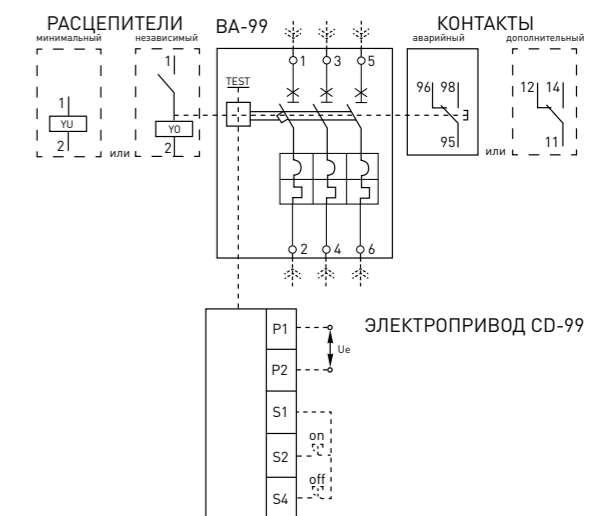 РАСЦЕПИТЕЛИ ВА-99 КОНТАКТЫ
минимальный независимый аварийный дополнительный
1 3 5
1 TEST
96 98 12 14
1
YU YO
2 2 95 11
или или
2 4 6
P1 ЭЛЕКТРОПРИВОД CD-99
Ue
P2
S1
on
S2
off
S4